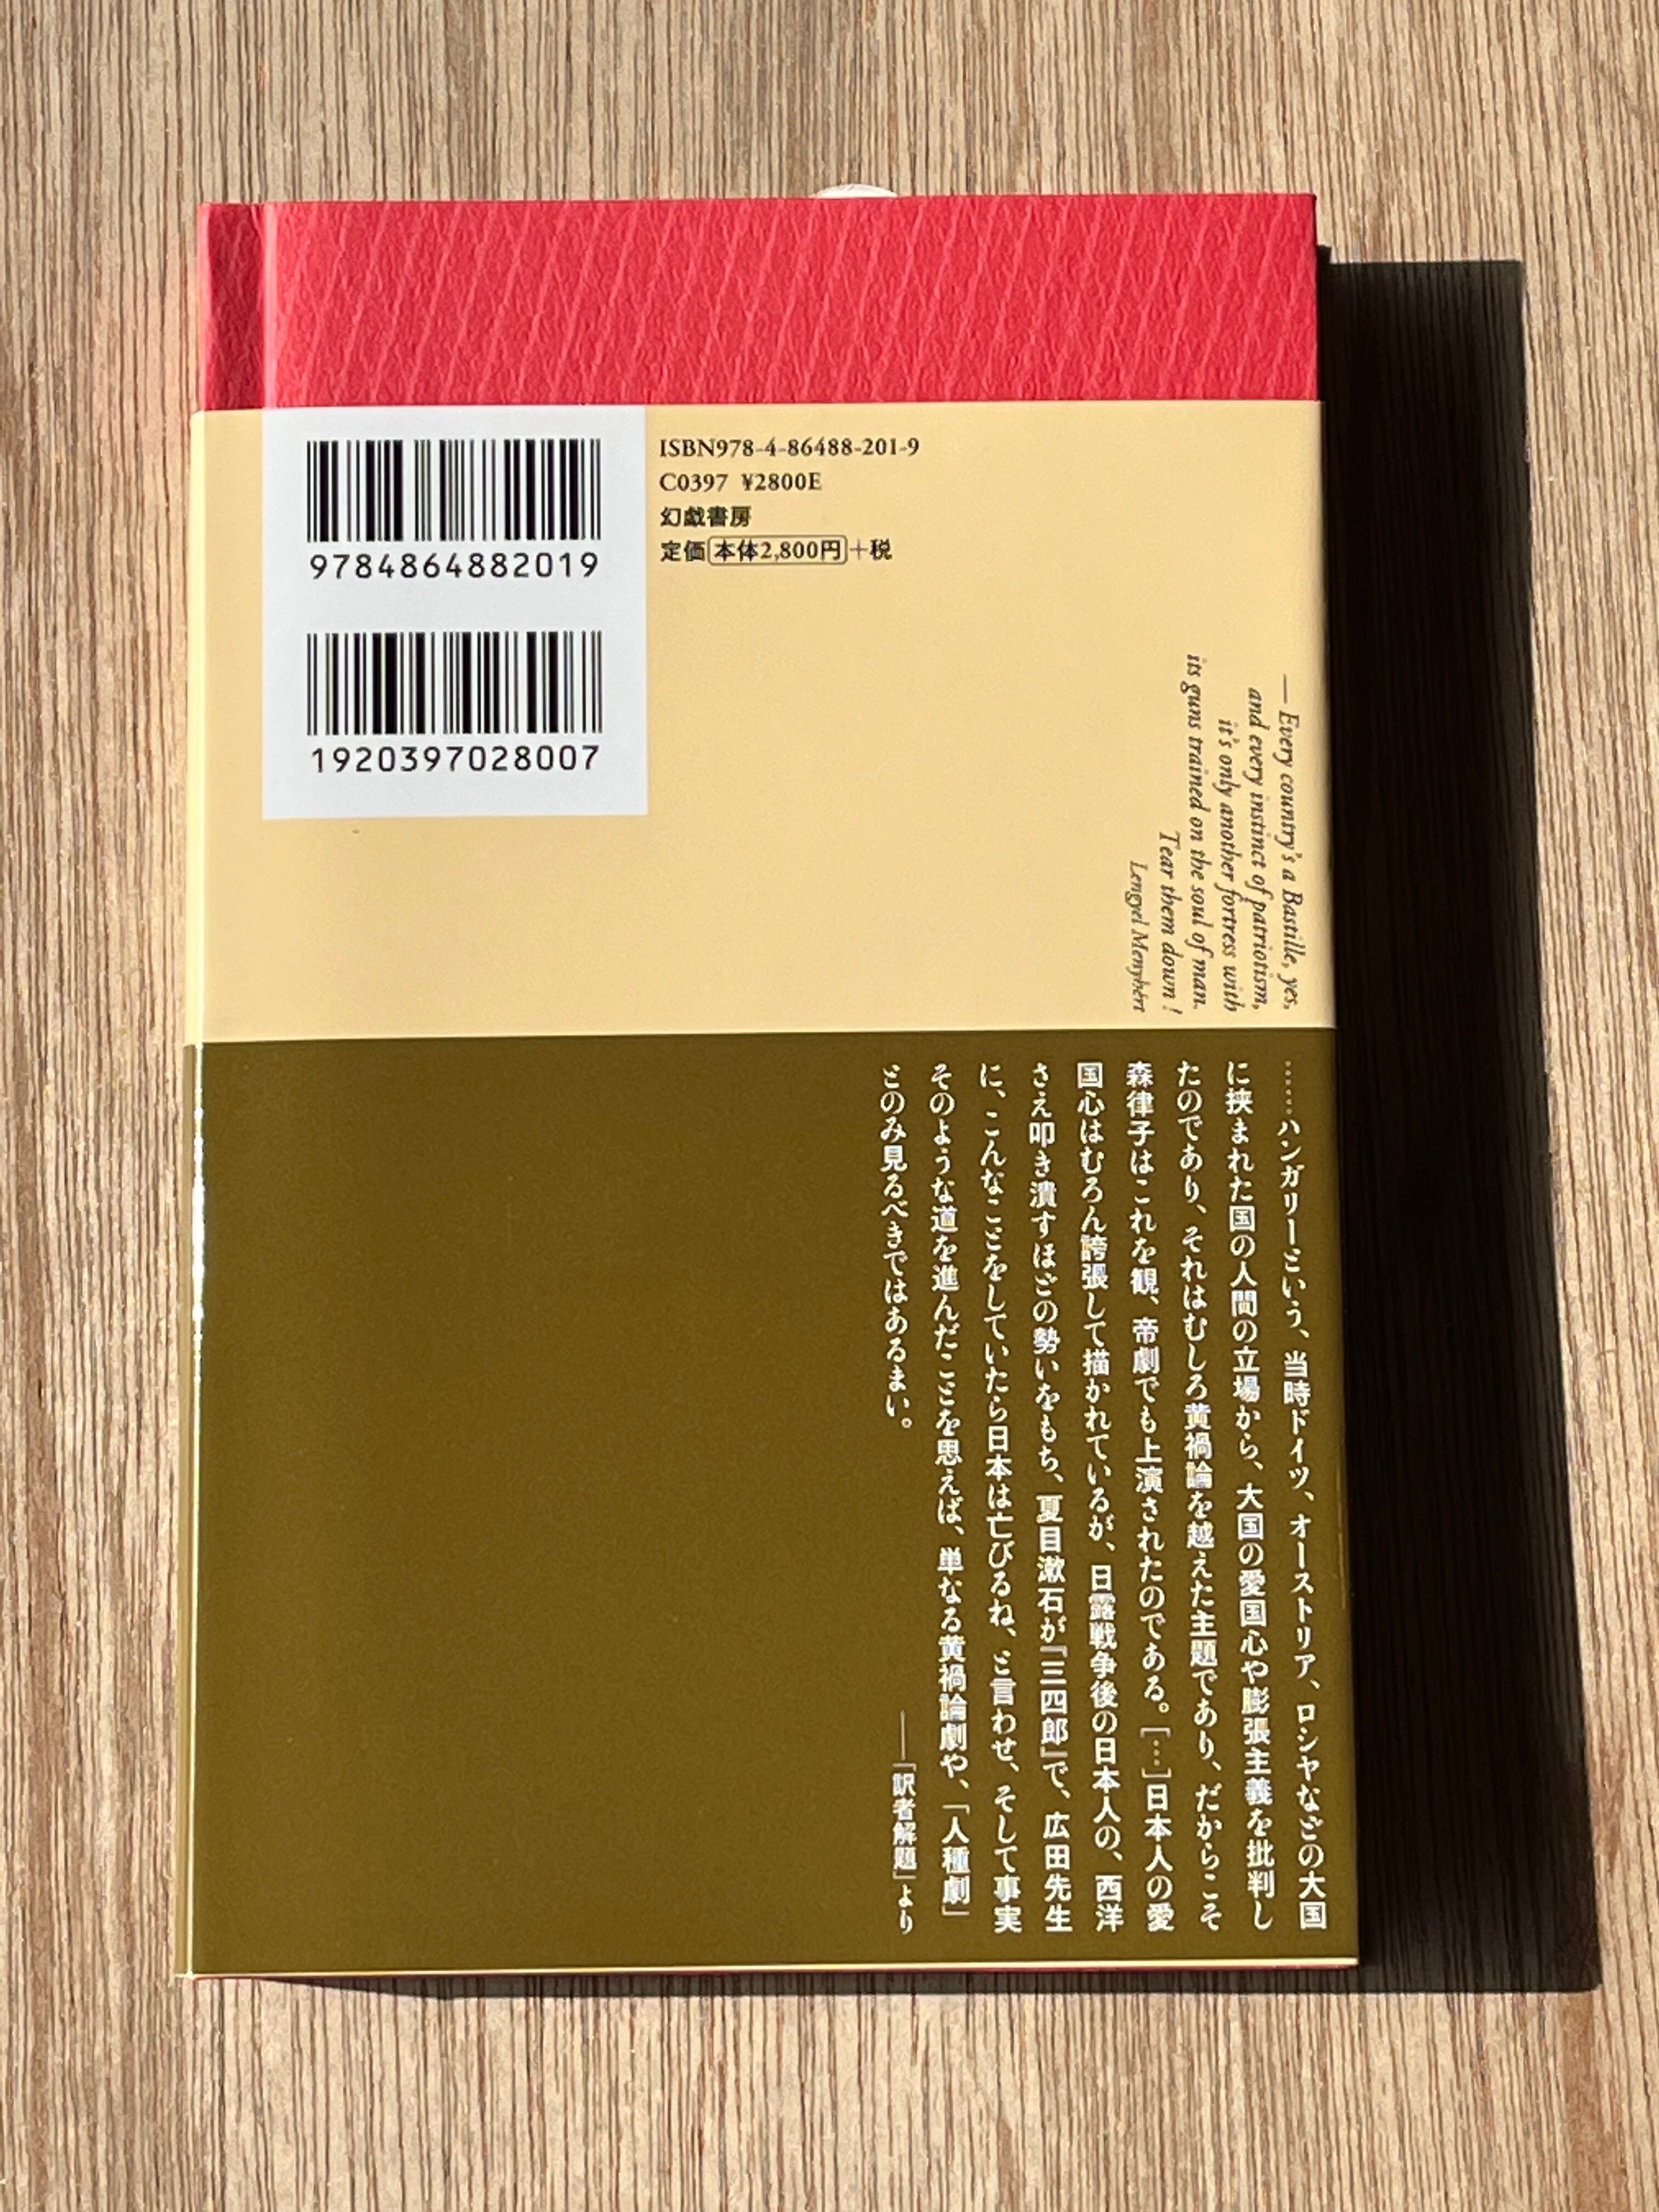 9784864882019
1920397028007
ISBN978-4-86488-201-9
C0397 ¥2800E
幻戯書房
定価 本体2,800円+税
— Every country's a Bastille, yes,
and every instinct of patriotism,
it's only another fortress with
its guns trained on the soul of man.
Tear them down !
Lengyel Menyhért
……ハンガリーという、当時ドイツ、オーストリア、ロシヤなどの大国
に挟まれた国の人間の立場から、大国の愛国心や膨張主義を批判し
たのであり、それはむしろ黄禍論を越えた主題であり、だからこそ
森律子はこれを観、帝劇でも上演されたのである。[…]日本人の愛
国心はむろん誇張して描かれているが、日露戦争後の日本人の、西洋
さえ叩き潰すほどの勢いをもち、夏目漱石が『三四郎』で、広田先生
に、こんなことをしていたら日本は亡びるね、と言わせ、そして事実
そのような道を進んだことを思えば、単なる黄禍論劇や、「人種劇」
とのみ見るべきではあるまい。
――「訳者解題」より